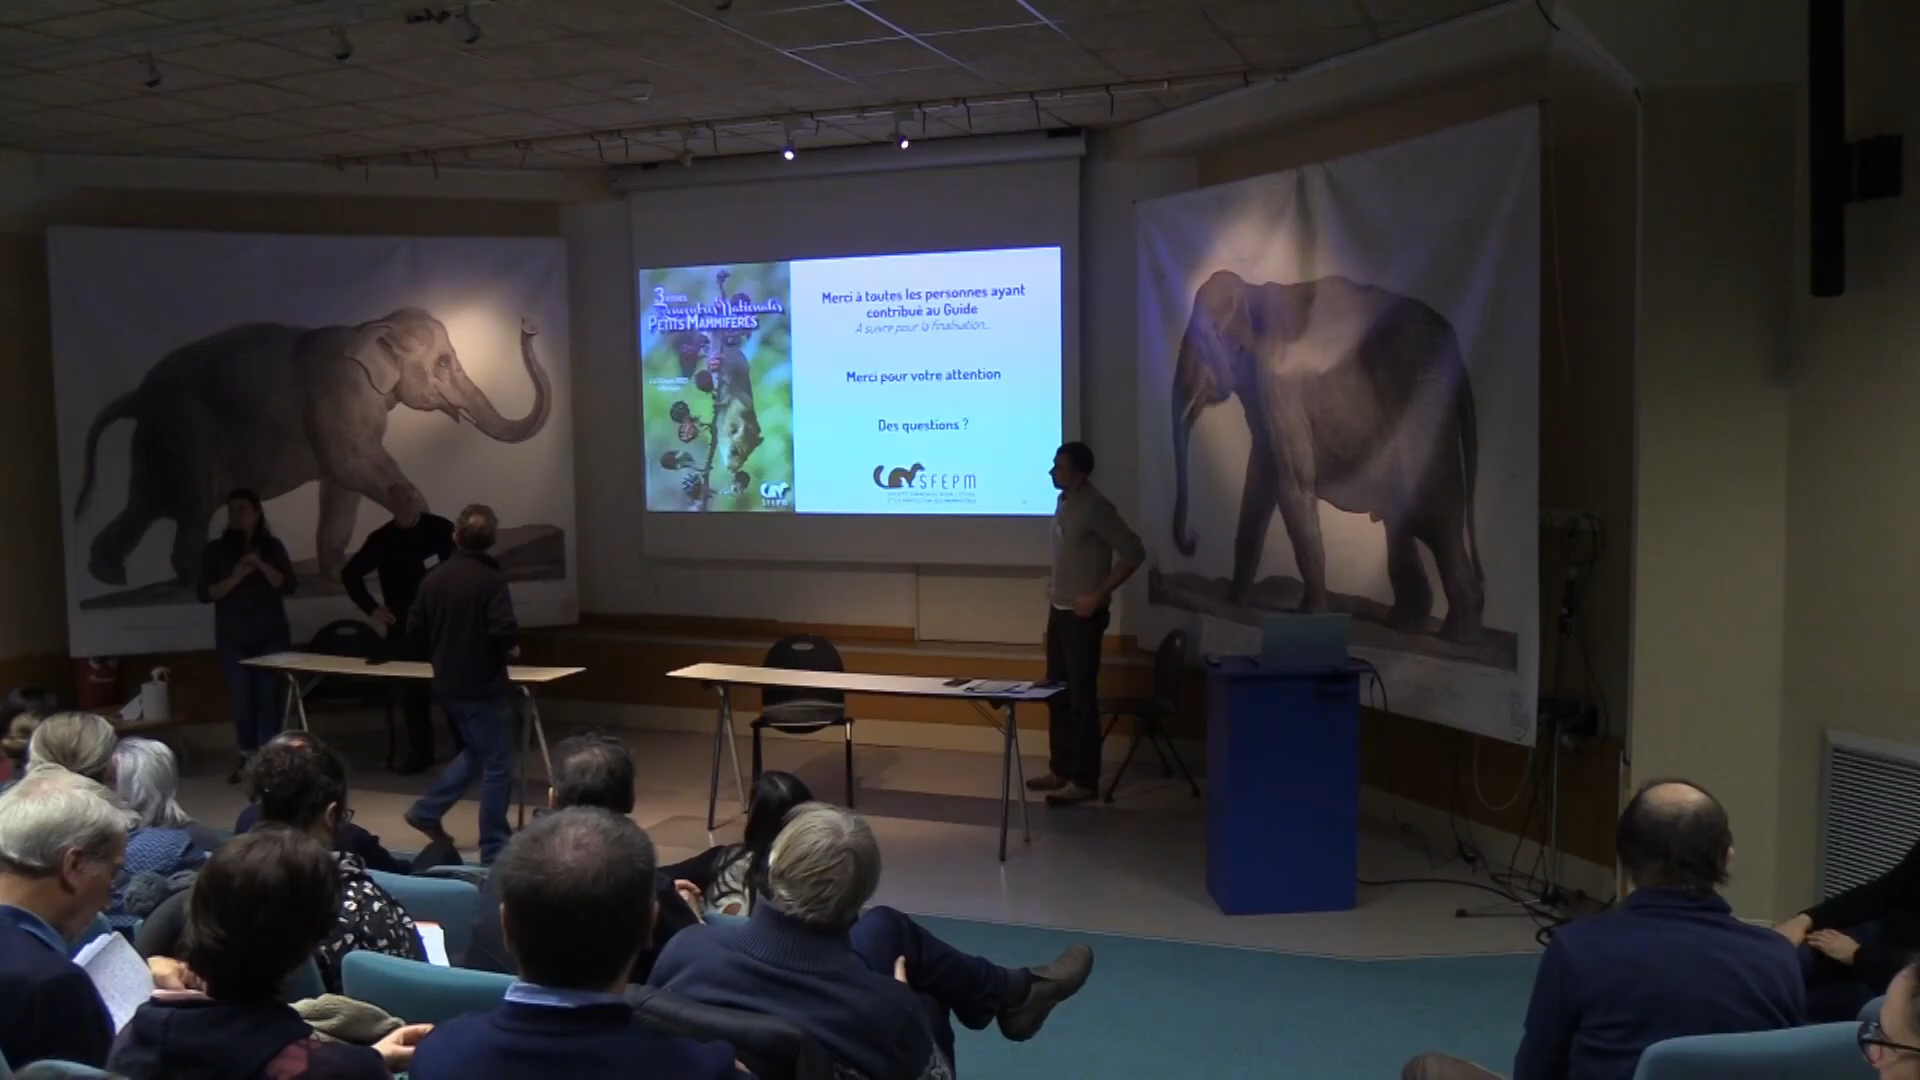 3èmes
Rencontres Nationales
PETITS MAMMIFÈRES
SFEPM
Merci à toutes les personnes ayant
contribué au Guide
A suivre pour la finalisation...
Merci pour votre attention
Des questions ?
SFEPM